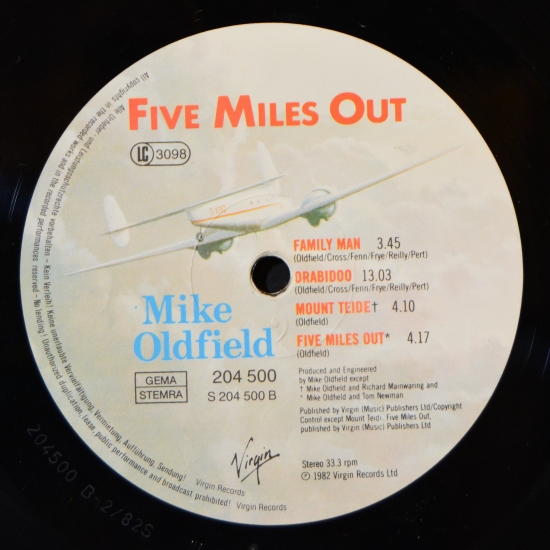 FIVE MILES OUT
LC 3098
FAMILY MAN 3.45
(Oldfield/Cross/Fenn/Frye/Reilly/Pert)
ORABIDOO 13.03
(Oldfield/Cross/Fenn/Frye/Reilly/Pert)
MOUNT TEIDE† 4.10
(Oldfield)
FIVE MILES OUT* 4.17
(Oldfield)
Mike
Oldfield
GEMA
STEMRA
204 500
S 204 500 B
Produced and Engineered
by Mike Oldfield except
† Mike Oldfield and Richard Mainwaring and
* Mike Oldfield and Tom Newman
Published by Virgin (Music) Publishers Ltd/Copyright
Control except Mount Teidi. Five Miles Out,
published by Virgin (Music) Publishers Ltd
Virgin
Stereo 33.3 rpm
℗ 1982 Virgin Records Ltd
Alle Urheber- und Leistungsschutzrechte vorbehalten – Kein Verleih! Keine unerlaubte Vervielfältigung, Vermietung, Aufführung, Sendung! Virgin Records
All copyrights in the recorded works and in the recorded performances reserved – No lending! Unauthorized duplication, lease, public performance and broadcast prohibited! Virgin Records
204500 B-2/82S